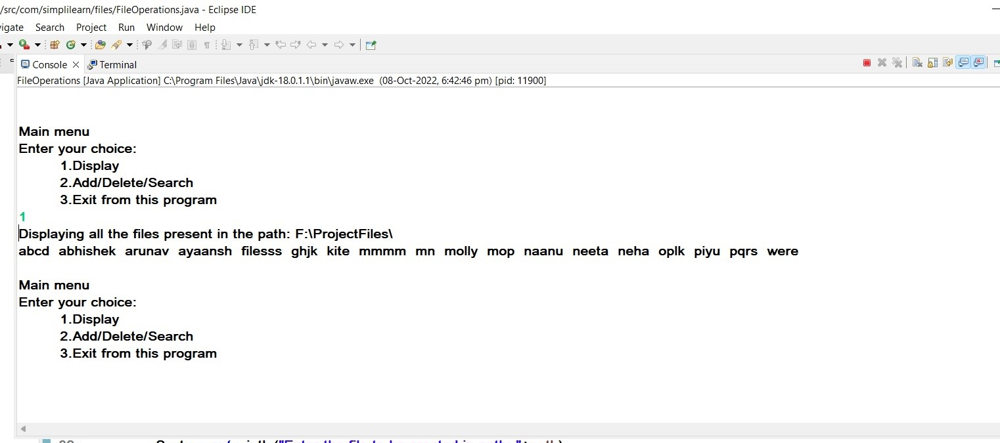 /src/com/simplilearn/files/FileOperations.java - Eclipse IDE
vigate Search Project Run Window Help
Console Terminal
FileOperations [Java Application] C:\Program Files\Java\jdk-18.0.1.1\bin\javaw.exe (08-Oct-2022, 6:42:46 pm) [pid: 11900]
Main menu
Enter your choice:
1.Display
2.Add/Delete/Search
3.Exit from this program
1
Displaying all the files present in the path: F:\ProjectFiles\
abcd abhishek arunav ayaansh filesss ghjk kite mmmm mn molly mop naanu neeta neha oplk piyu pqrs were
Main menu
Enter your choice:
1.Display
2.Add/Delete/Search
3.Exit from this program